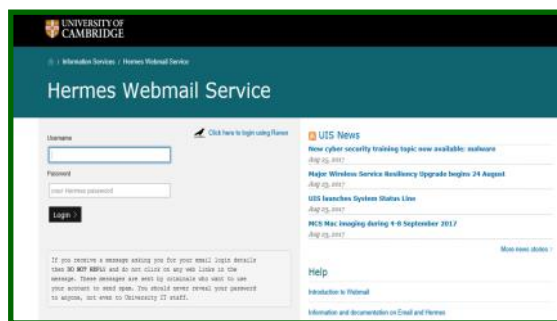 UNIVERSITY OF
CAMBRIDGE
/ Information Services / Hermes Webmail Service
Hermes Webmail Service
Username
Click here to login using Raven
Password
your Hermes password
Login >
If you receive a message asking you for your email login details
then DO NOT REPLY and do not click on any web links in the
message. These messages are sent by criminals who want to use
your account to send spam. You should never reveal your password
to anyone, not even to University IT staff.
UIS News
New cyber security training topic now available: malware
Aug 25, 2017
Major Wireless Service Resiliency Upgrade begins 24 August
Aug 23, 2017
UIS launches System Status Line
Aug 23, 2017
MCS Mac imaging during 4-8 September 2017
Aug 23, 2017
More news stories >
Help
Introduction to Webmail
Information and documentation on Email and Hermes